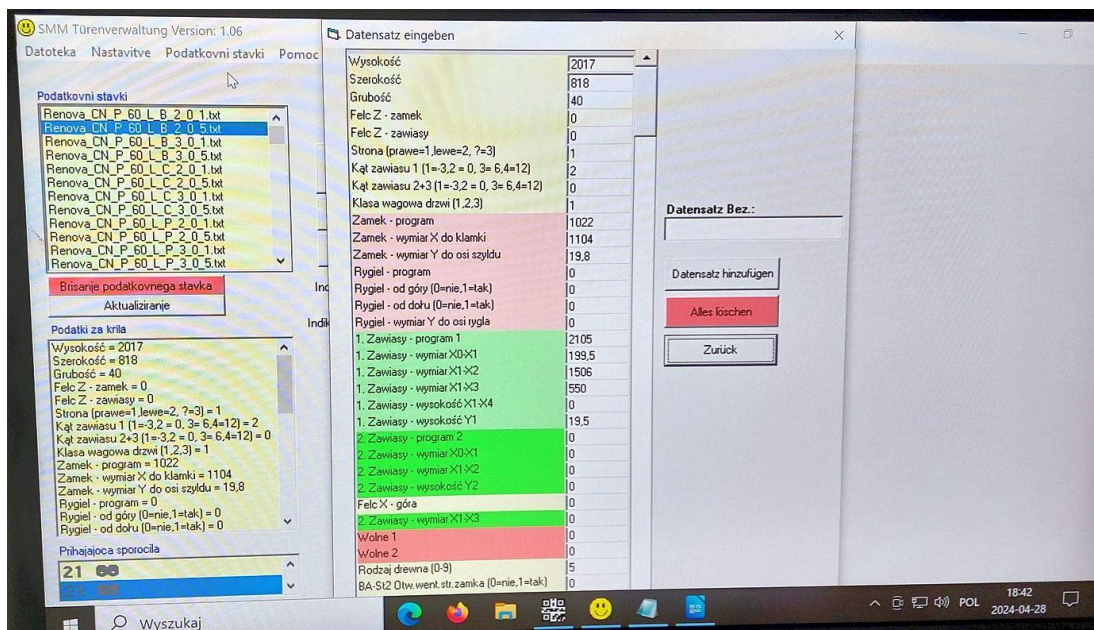 SMM Türenverwaltung Version: 1.06
Datoteka Nastavitve Podatkovni stavki Pomoc
Podatkovni stavki
Renova_CN_P_60_L_B_2_0_1.txt
Renova_CN_P_60_L_B_2_0_5.txt
Renova_CN_P_60_L_B_3_0_1.txt
Renova_CN_P_60_L_B_3_0_5.txt
Renova_CN_P_60_L_C_2_0_1.txt
Renova_CN_P_60_L_C_2_0_5.txt
Renova_CN_P_60_L_C_3_0_1.txt
Renova_CN_P_60_L_C_3_0_5.txt
Renova_CN_P_60_L_P_2_0_1.txt
Renova_CN_P_60_L_P_2_0_5.txt
Renova_CN_P_60_L_P_3_0_1.txt
Renova_CN_P_60_L_P_3_0_5.txt
Brisanje podatkovnega stavka
Aktualiziranje
Podatki za krila
Wysokość = 2017
Szerokość = 818
Grubość = 40
Felc Z - zamek = 0
Felc Z - zawiasy = 0
Strona (prawe=1,lewe=2, ?=3) = 1
Kąt zawiasu 1 (1=-3,2 = 0, 3= 6,4=12) = 2
Kąt zawiasu 2+3 (1=-3,2 = 0, 3= 6,4=12) = 0
Klasa wagowa drzwi (1,2,3) = 1
Zamek - program = 1022
Zamek - wymiar X do klamki = 1104
Zamek - wymiar Y do osi szyldu = 19,8
Rygiel - program = 0
Rygiel - od góry (0=nie,1=tak) = 0
Rygiel - od dołu (0=nie,1=tak) = 0
Prihajajoca sporocila
21
22
Datensatz eingeben
Wysokość 2017
Szerokość 818
Grubość 40
Felc Z - zamek 0
Felc Z - zawiasy 0
Strona (prawe=1,lewe=2, ?=3) 1
Kąt zawiasu 1 (1=-3,2 = 0, 3= 6,4=12) 2
Kąt zawiasu 2+3 (1=-3,2 = 0, 3= 6,4=12) 0
Klasa wagowa drzwi (1,2,3) 1
Zamek - program 1022
Zamek - wymiar X do klamki 1104
Zamek - wymiar Y do osi szyldu 19,8
Rygiel - program 0
Rygiel - od góry (0=nie,1=tak) 0
Rygiel - od dołu (0=nie,1=tak) 0
Rygiel - wymiar Y do osi rygla 0
1. Zawiasy - program 1 2105
1. Zawiasy - wymiar X0-X1 199,5
1. Zawiasy - wymiar X1-X2 1506
1. Zawiasy - wymiar X1-X3 550
1. Zawiasy - wysokość X1-X4 0
1. Zawiasy - wysokość Y1 19,5
2. Zawiasy - program 2 0
2. Zawiasy - wymiar X0-X1 0
2. Zawiasy - wymiar X1-X2 0
2. Zawiasy - wysokość Y2 0
Felc X - góra 0
2. Zawiasy - wymiar X1-X3 0
Wolne 1 0
Wolne 2 0
Rodzaj drewna (0-9) 5
BA-St2 Otw.went.str.zamka (0=nie,1=tak) 0
Datensatz Bez.:
Datensatz hinzufügen
Alles löschen
Zurück
Wyszukaj
POL
18:42
2024-04-28